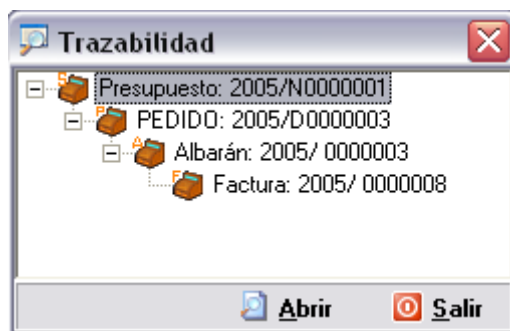 Trazabilidad
Presupuesto: 2005/N0000001
PEDIDO: 2005/D0000003
Albarán: 2005/ 0000003
Factura: 2005/ 0000008
Abrir Salir